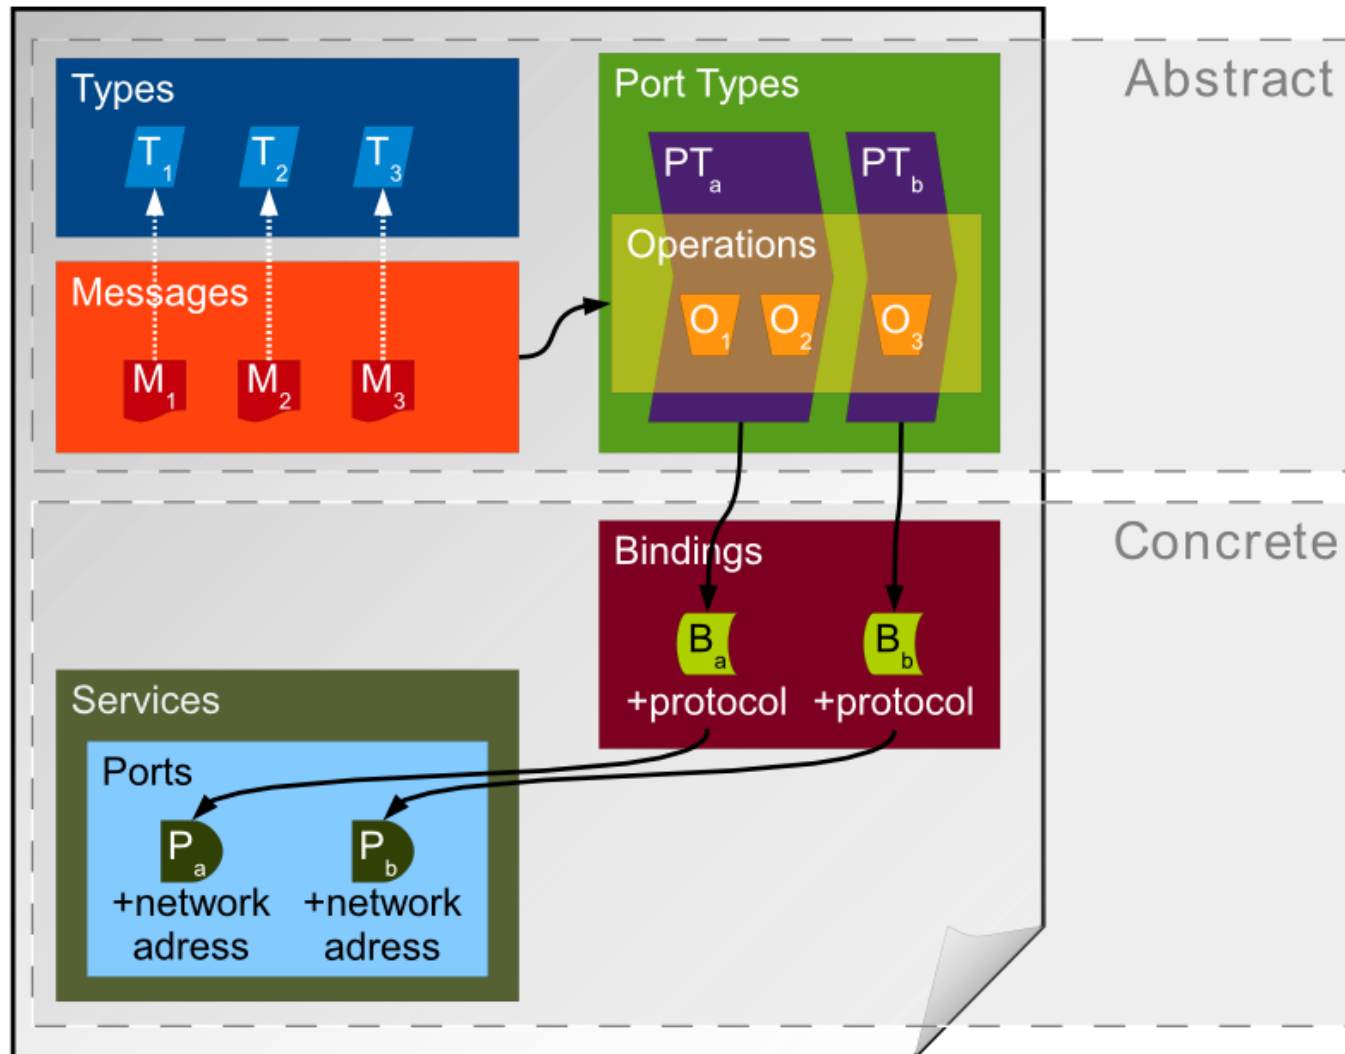 Abstract
Types
T1 T2 T3
Messages
M1 M2 M3
Port Types
PTa PTb
Operations
O1 O2 O3
Concrete
Bindings
Ba Bb
+protocol +protocol
Services
Ports
Pa Pb
+network +network
adress adress